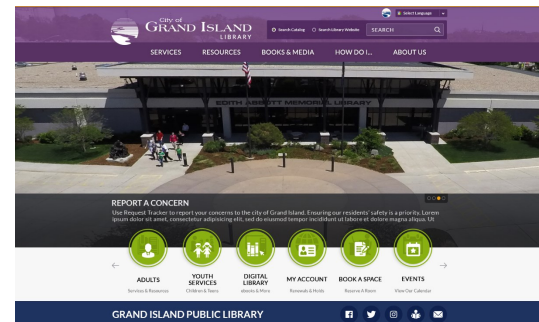 City of
GRAND ISLAND
LIBRARY
Select Language
Search Catalog Search Library Website SEARCH
SERVICES RESOURCES BOOKS & MEDIA HOW DO I... ABOUT US
EDITH ABBOTT MEMORIAL LIBRARY
REPORT A CONCERN
Use Request Tracker to report your concerns to the city of Grand Island. Ensuring our residents' safety is a priority. Lorem
ipsum dolor sit amet, consectetur adipisicing elit, sed do eiusmod tempor incididunt ut labore et dolore magna aliqua. Ut
ADULTS
Services & Resources
YOUTH
SERVICES
Children & Teens
DIGITAL
LIBRARY
ebooks & More
MY ACCOUNT
Renewals & Holds
BOOK A SPACE
Reserve A Room
EVENTS
View Our Calendar
GRAND ISLAND PUBLIC LIBRARY